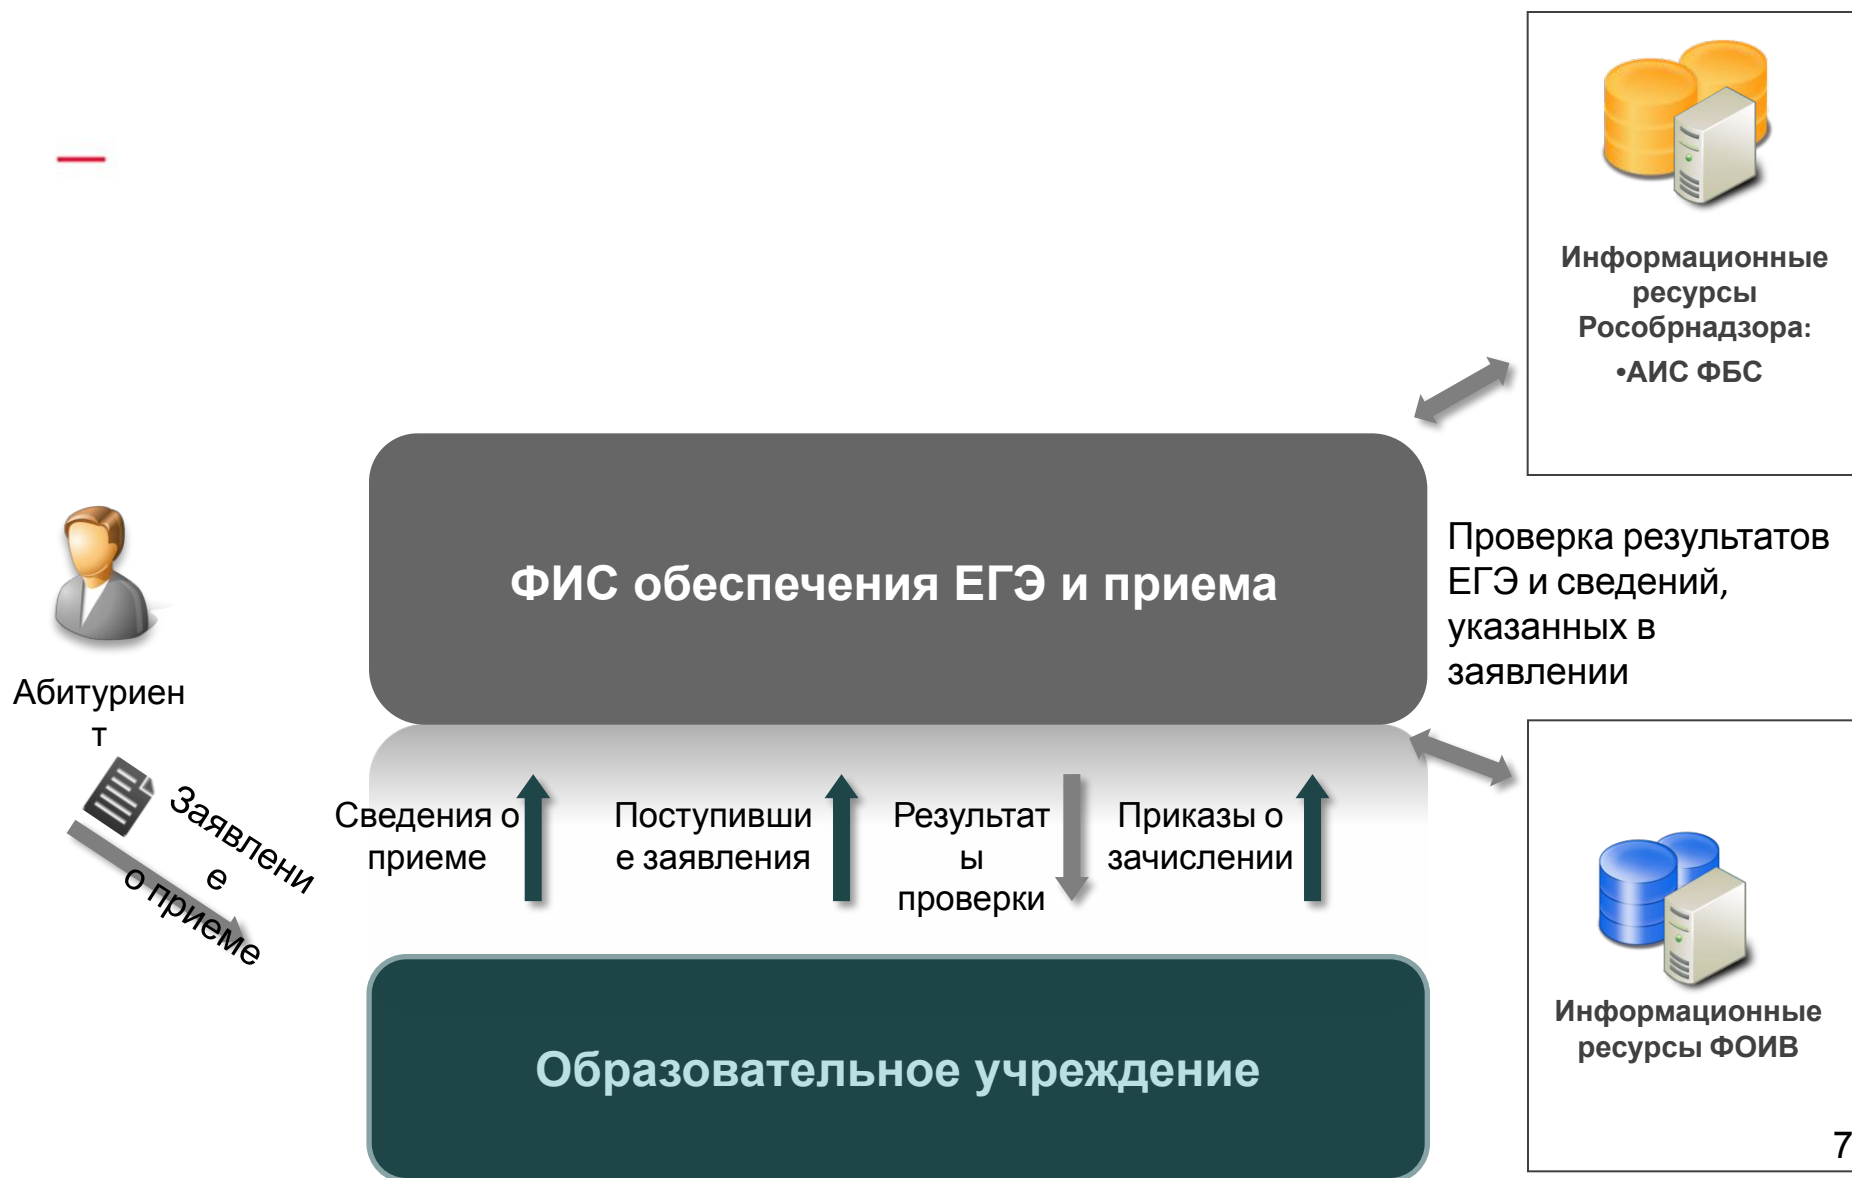 Информационные
ресурсы
Рособрнадзора:
•АИС ФБС
ФИС обеспечения ЕГЭ и приема
Проверка результатов
ЕГЭ и сведений,
указанных в
заявлении
Абитуриен
т
Заявлени
е
о приеме
Сведения о
приеме
Поступивши
е заявления
Результат
ы
проверки
Приказы о
зачислении
Образовательное учреждение
Информационные
ресурсы ФОИВ
7